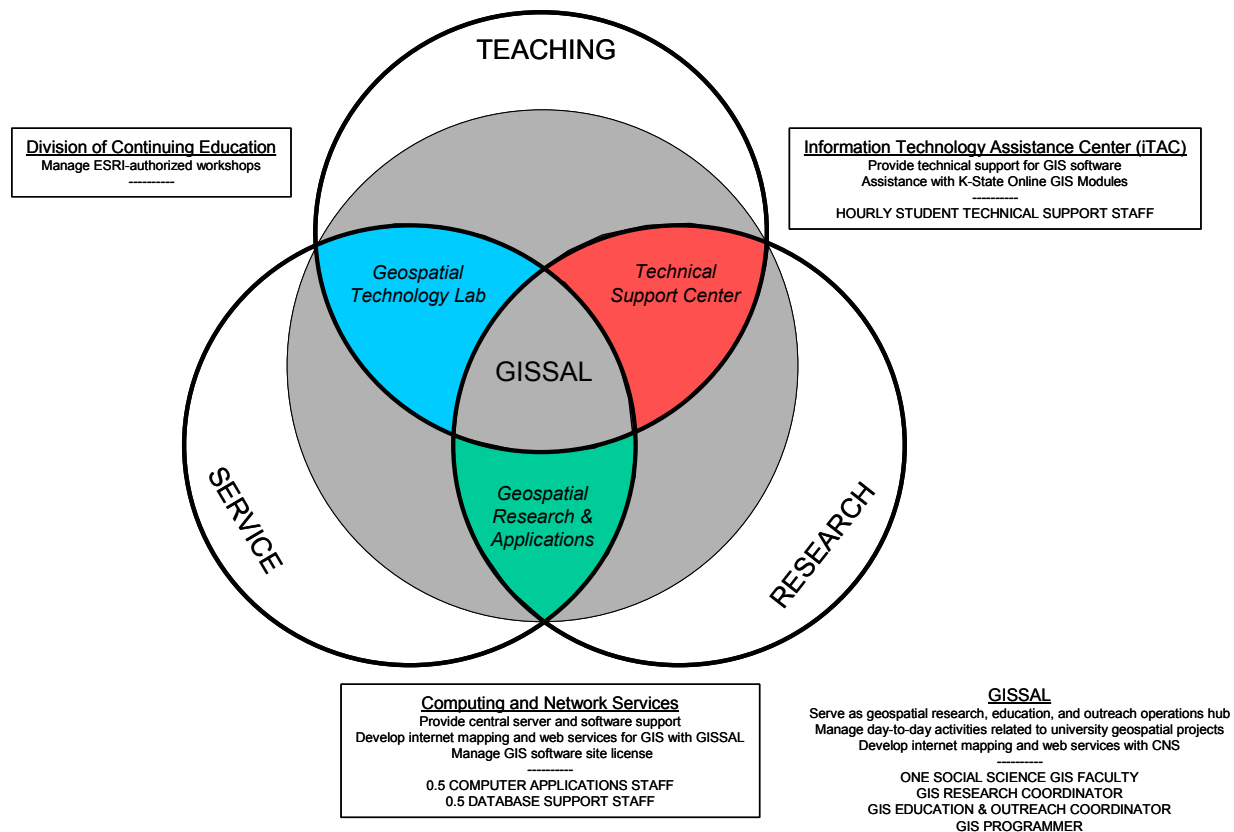 TEACHING
Division of Continuing Education
Manage ESRI-authorized workshops
----------
Information Technology Assistance Center (iTAC)
Provide technical support for GIS software
Assistance with K-State Online GIS Modules
----------
HOURLY STUDENT TECHNICAL SUPPORT STAFF
Geospatial
Technology Lab
Technical
Support Center
GISSAL
SERVICE
Geospatial
Research &
Applications
RESEARCH
Computing and Network Services
Provide central server and software support
Develop internet mapping and web services for GIS with GISSAL
Manage GIS software site license
----------
0.5 COMPUTER APPLICATIONS STAFF
0.5 DATABASE SUPPORT STAFF
GISSAL
Serve as geospatial research, education, and outreach operations hub
Manage day-to-day activities related to university geospatial projects
Develop internet mapping and web services with CNS
----------
ONE SOCIAL SCIENCE GIS FACULTY
GIS RESEARCH COORDINATOR
GIS EDUCATION & OUTREACH COORDINATOR
GIS PROGRAMMER